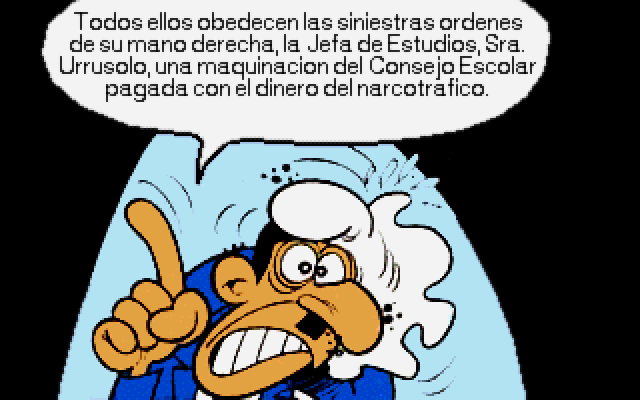 Todos ellos obedecen las siniestras ordenes
de su mano derecha, la Jefa de Estudios, Sra.
Urrusolo, una maquinacion del Consejo Escolar
pagada con el dinero del narcotráfico.